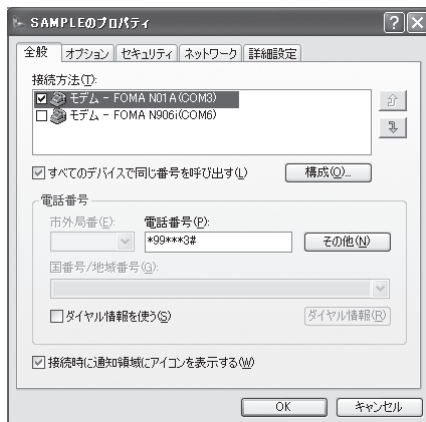 SAMPLEのプロパティ
全般 オプション セキュリティ ネットワーク 詳細設定
接続方法(T):
モデム - FOMA N01A(COM3)
モデム - FOMA N906i(COM6)
すべてのデバイスで同じ番号を呼び出す(L) 構成(O)...
電話番号
市外局番(E): 電話番号(P):
*99***3# その他(N)
国番号/地域番号(G):
ダイヤル情報を使う(S) ダイヤル情報(R)
接続時に通知領域にアイコンを表示する(W)
OK キャンセル